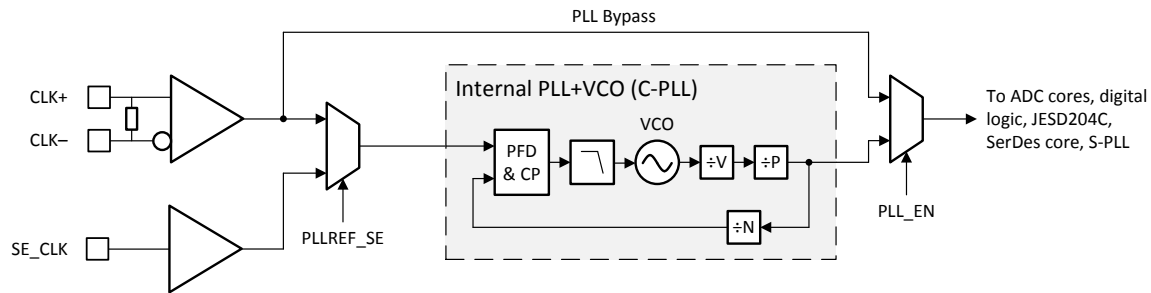 PLL Bypass
CLK+
CLK–
SE_CLK
PLLREF_SE
Internal PLL+VCO (C-PLL)
VCO
PFD
& CP
÷V
÷P
÷N
PLL_EN
To ADC cores, digital
logic, JESD204C,
SerDes core, S-PLL